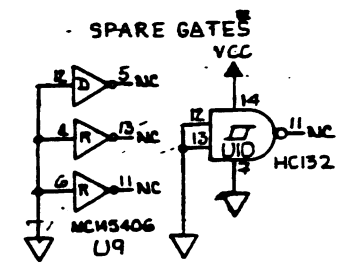 SPARE GATES
VCC
12 D 5 NC
14
4 R 13 NC
12
13
11 NC
U10
HC132
6 R 11 NC
7
MC145406
U9